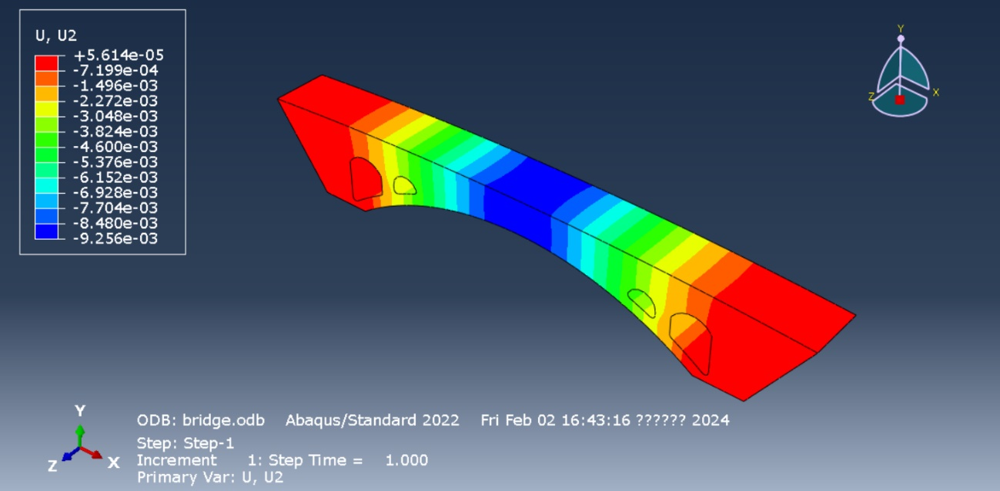 U, U2
+5.614e-05
-7.199e-04
-1.496e-03
-2.272e-03
-3.048e-03
-3.824e-03
-4.600e-03
-5.376e-03
-6.152e-03
-6.928e-03
-7.704e-03
-8.480e-03
-9.256e-03
Y
Z
X
Y
Z
X
ODB: bridge.odb Abaqus/Standard 2022 Fri Feb 02 16:43:16 ?????? 2024
Step: Step-1
Increment 1: Step Time = 1.000
Primary Var: U, U2